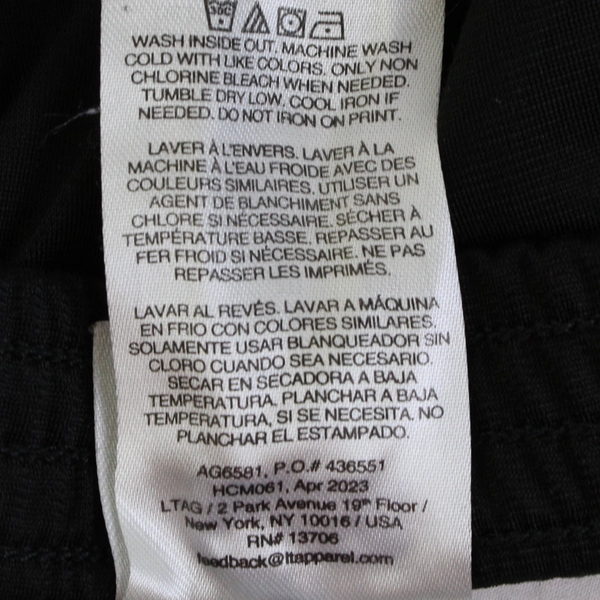 30C
WASH INSIDE OUT. MACHINE WASH
COLD WITH LIKE COLORS. ONLY NON
CHLORINE BLEACH WHEN NEEDED.
TUMBLE DRY LOW. COOL IRON IF
NEEDED. DO NOT IRON ON PRINT.
LAVER À L'ENVERS. LAVER À LA
MACHINE À L'EAU FROIDE AVEC DES
COULEURS SIMILAIRES. UTILISER UN
AGENT DE BLANCHIMENT SANS
CHLORE SI NÉCESSAIRE. SÉCHER À
TEMPÉRATURE BASSE. REPASSER AU
FER FROID SI NÉCESSAIRE. NE PAS
REPASSER LES IMPRIMÉS.
LAVAR AL REVÉS. LAVAR A MÁQUINA
EN FRIO CON COLORES SIMILARES.
SOLAMENTE USAR BLANQUEADOR SIN
CLORO CUANDO SEA NECESARIO.
SECAR EN SECADORA A BAJA
TEMPERATURA. PLANCHAR A BAJA
TEMPERATURA, SI SE NECESITA. NO
PLANCHAR EL ESTAMPADO.
AG6581, P.O.# 436551
HCM061, Apr 2023
LTAG / 2 Park Avenue 19th Floor /
New York, NY 10016 / USA
RN# 13706
feedback@ltapparel.com